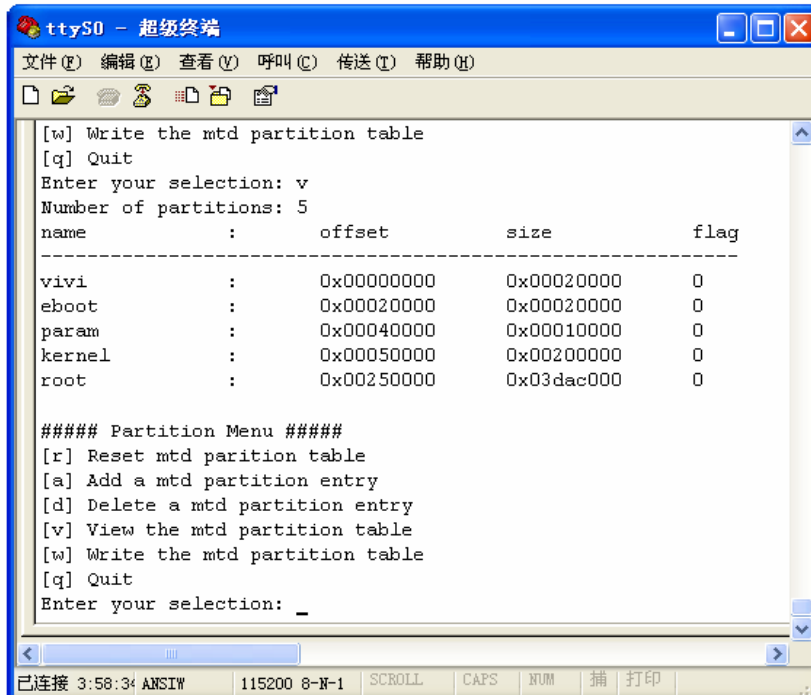 ttyS0 - 超级终端
文件(F) 编辑(E) 查看(V) 呼叫(C) 传送(T) 帮助(H)
[w] Write the mtd partition table
[q] Quit
Enter your selection: v
Number of partitions: 5
name : offset size flag
------------------------------------------------------------
vivi : 0x00000000 0x00020000 0
eboot : 0x00020000 0x00020000 0
param : 0x00040000 0x00010000 0
kernel : 0x00050000 0x00200000 0
root : 0x00250000 0x03dac000 0
##### Partition Menu #####
[r] Reset mtd parition table
[a] Add a mtd partition entry
[d] Delete a mtd partition entry
[v] View the mtd partition table
[w] Write the mtd partition table
[q] Quit
Enter your selection: _
已连接 3:58:34 ANSIW 115200 8-N-1 SCROLL CAPS NUM 捕 打印